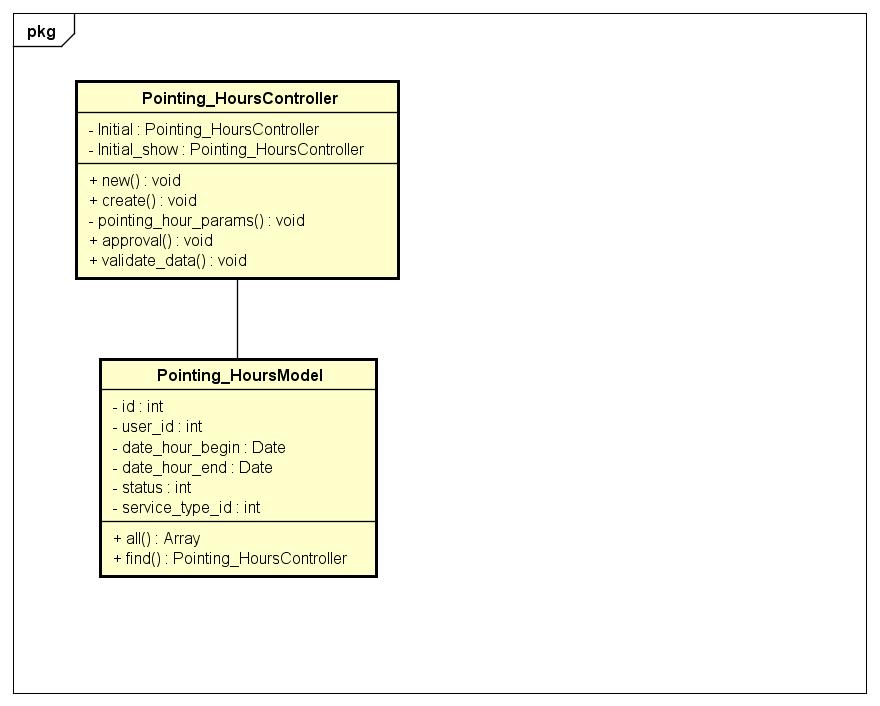 pkg
Pointing_HoursController
- Initial : Pointing_HoursController
- Initial_show : Pointing_HoursController
+ new() : void
+ create() : void
- pointing_hour_params() : void
+ approval() : void
+ validate_data() : void
Pointing_HoursModel
- id : int
- user_id : int
- date_hour_begin : Date
- date_hour_end : Date
- status : int
- service_type_id : int
+ all() : Array
+ find() : Pointing_HoursController